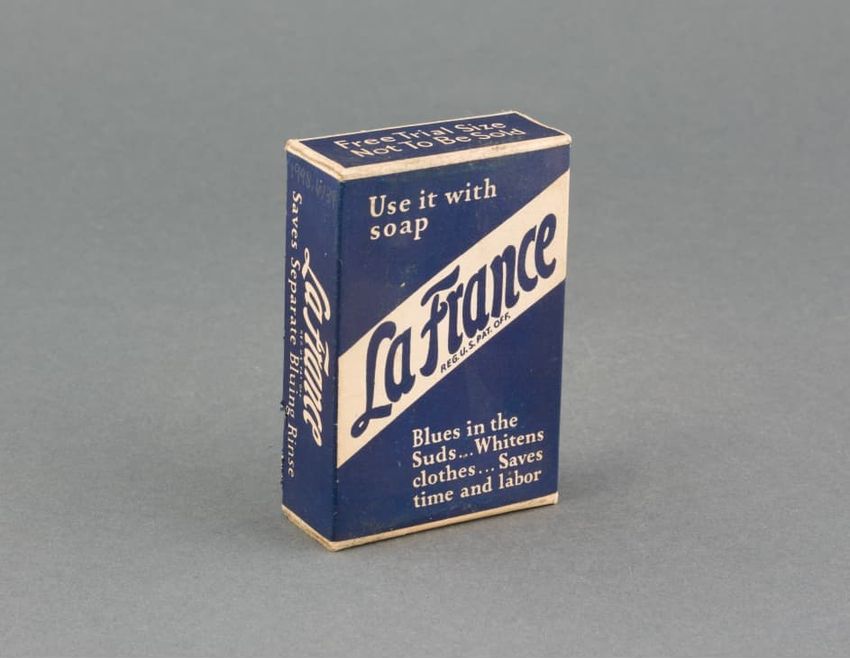 Free Trial Size
Not To Be Sold
Use it with
soap
La France
REG. U.S. PAT. OFF.
Blues in the
Suds... Whitens
clothes... Saves
time and labor
La France
Saves Separate Bluing Rinse